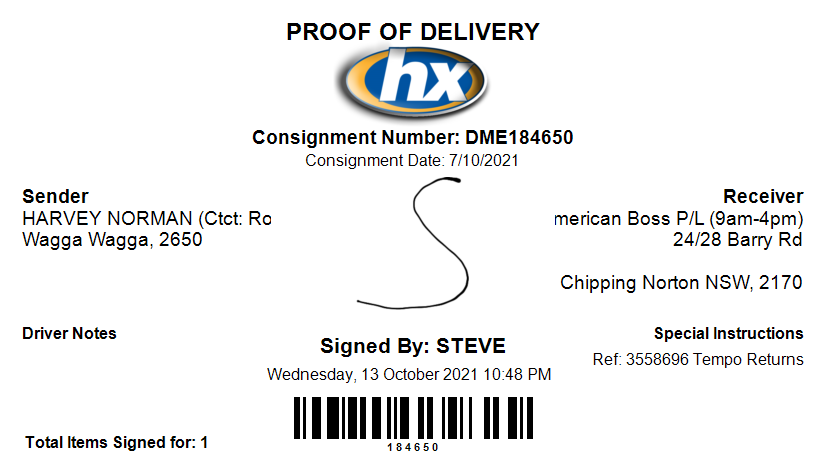 PROOF OF DELIVERY
hx
Consignment Number: DME184650
Consignment Date: 7/10/2021
Sender
HARVEY NORMAN (Ctct: Ro
Wagga Wagga, 2650
S
Receiver
merican Boss P/L (9am-4pm)
24/28 Barry Rd
Chipping Norton NSW, 2170
Driver Notes
Signed By: STEVE
Wednesday, 13 October 2021 10:48 PM
Special Instructions
Ref: 3558696 Tempo Returns
184650
Total Items Signed for: 1